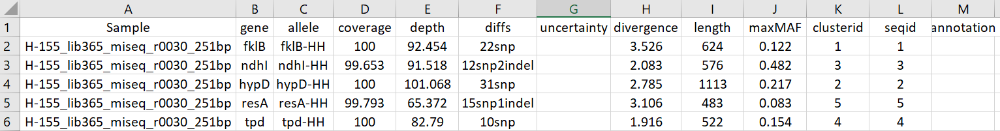 A B C D E F G H I J K L M
1 Sample gene allele coverage depth diffs uncertainty divergence length maxMAF clusterid seqid annotation
2 H-155_lib365_miseq_r0030_251bp fklB fklB-HH 100 92.454 22snp 3.526 624 0.122 1 1
3 H-155_lib365_miseq_r0030_251bp ndhI ndhI-HH 99.653 91.518 12snp2indel 2.083 576 0.482 3 3
4 H-155_lib365_miseq_r0030_251bp hypD hypD-HH 100 101.068 31snp 2.785 1113 0.217 2 2
5 H-155_lib365_miseq_r0030_251bp resA resA-HH 99.793 65.372 15snp1indel 3.106 483 0.083 5 5
6 H-155_lib365_miseq_r0030_251bp tpd tpd-HH 100 82.79 10snp 1.916 522 0.154 4 4